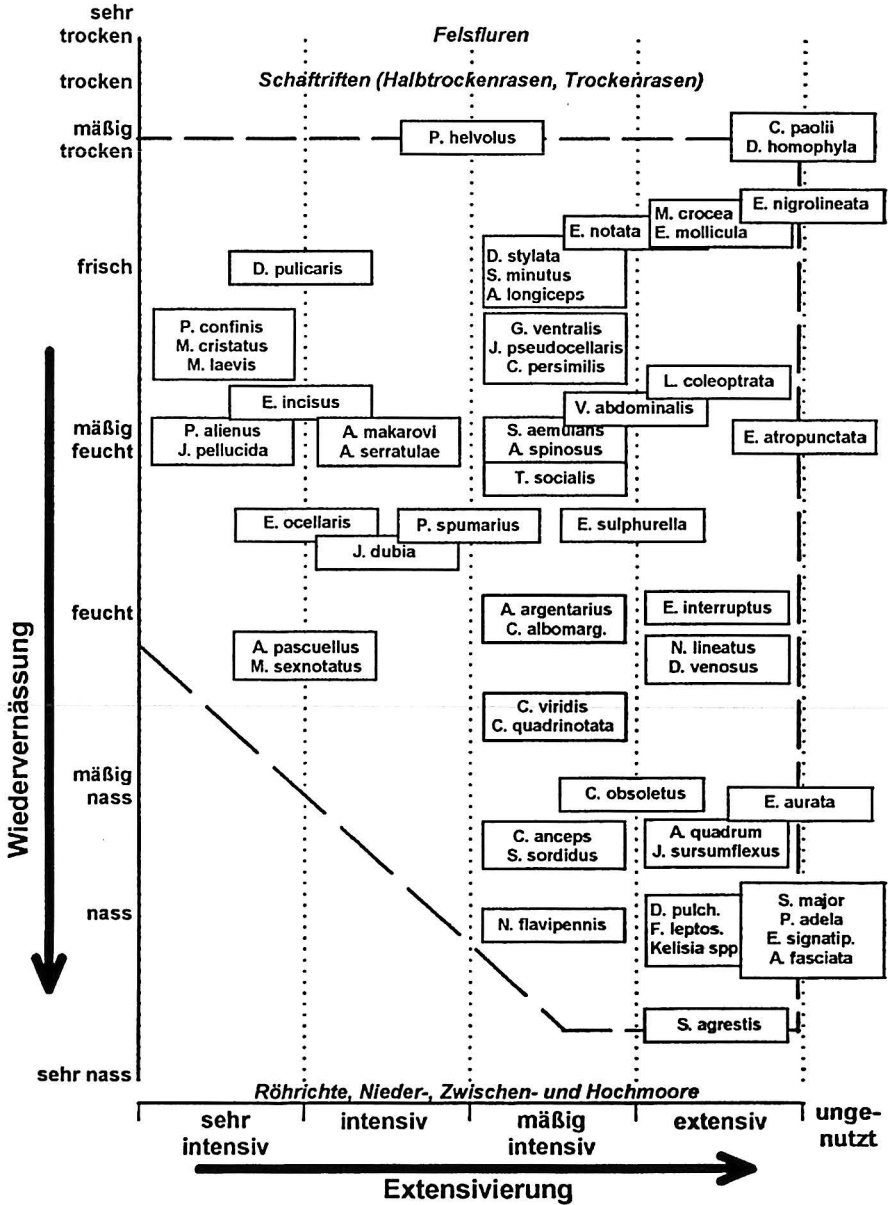 sehr
trocken
Felsfluren
trocken
Schaftriften (Halbtrockenrasen, Trockenrasen)
mäßig
trocken
P. helvolus
C. paolii
D. homophyla
E. nigrolineata
M. crocea
E. mollicula
E. notata
frisch
D. pulicaris
D. stylata
S. minutus
A. longiceps
P. confinis
M. cristatus
M. laevis
G. ventralis
J. pseudocellaris
C. persimilis
L. coleoptrata
E. incisus
V. abdominalis
mäßig
feucht
P. alienus
J. pellucida
A. makarovi
A. serratulae
S. aemulans
A. spinosus
E. atropunctata
T. socialis
E. ocellaris
P. spumarius
E. sulphurella
J. dubia
feucht
A. argentarius
C. albomarg.
E. interruptus
A. pascuellus
M. sexnotatus
N. lineatus
D. venosus
C. viridis
C. quadrinotata
mäßig
nass
C. obsoletus
E. aurata
C. anceps
S. sordidus
A. quadrum
J. sursumflexus
nass
N. flavipennis
D. pulch.
F. leptos.
Kelisia spp
S. major
P. adela
E. signatip.
A. fasciata
S. agrestis
sehr nass
Röhrichte, Nieder-, Zwischen- und Hochmoore
sehr
intensiv
intensiv
mäßig
intensiv
extensiv
unge-
nutzt
Extensivierung
Wiedervernässung